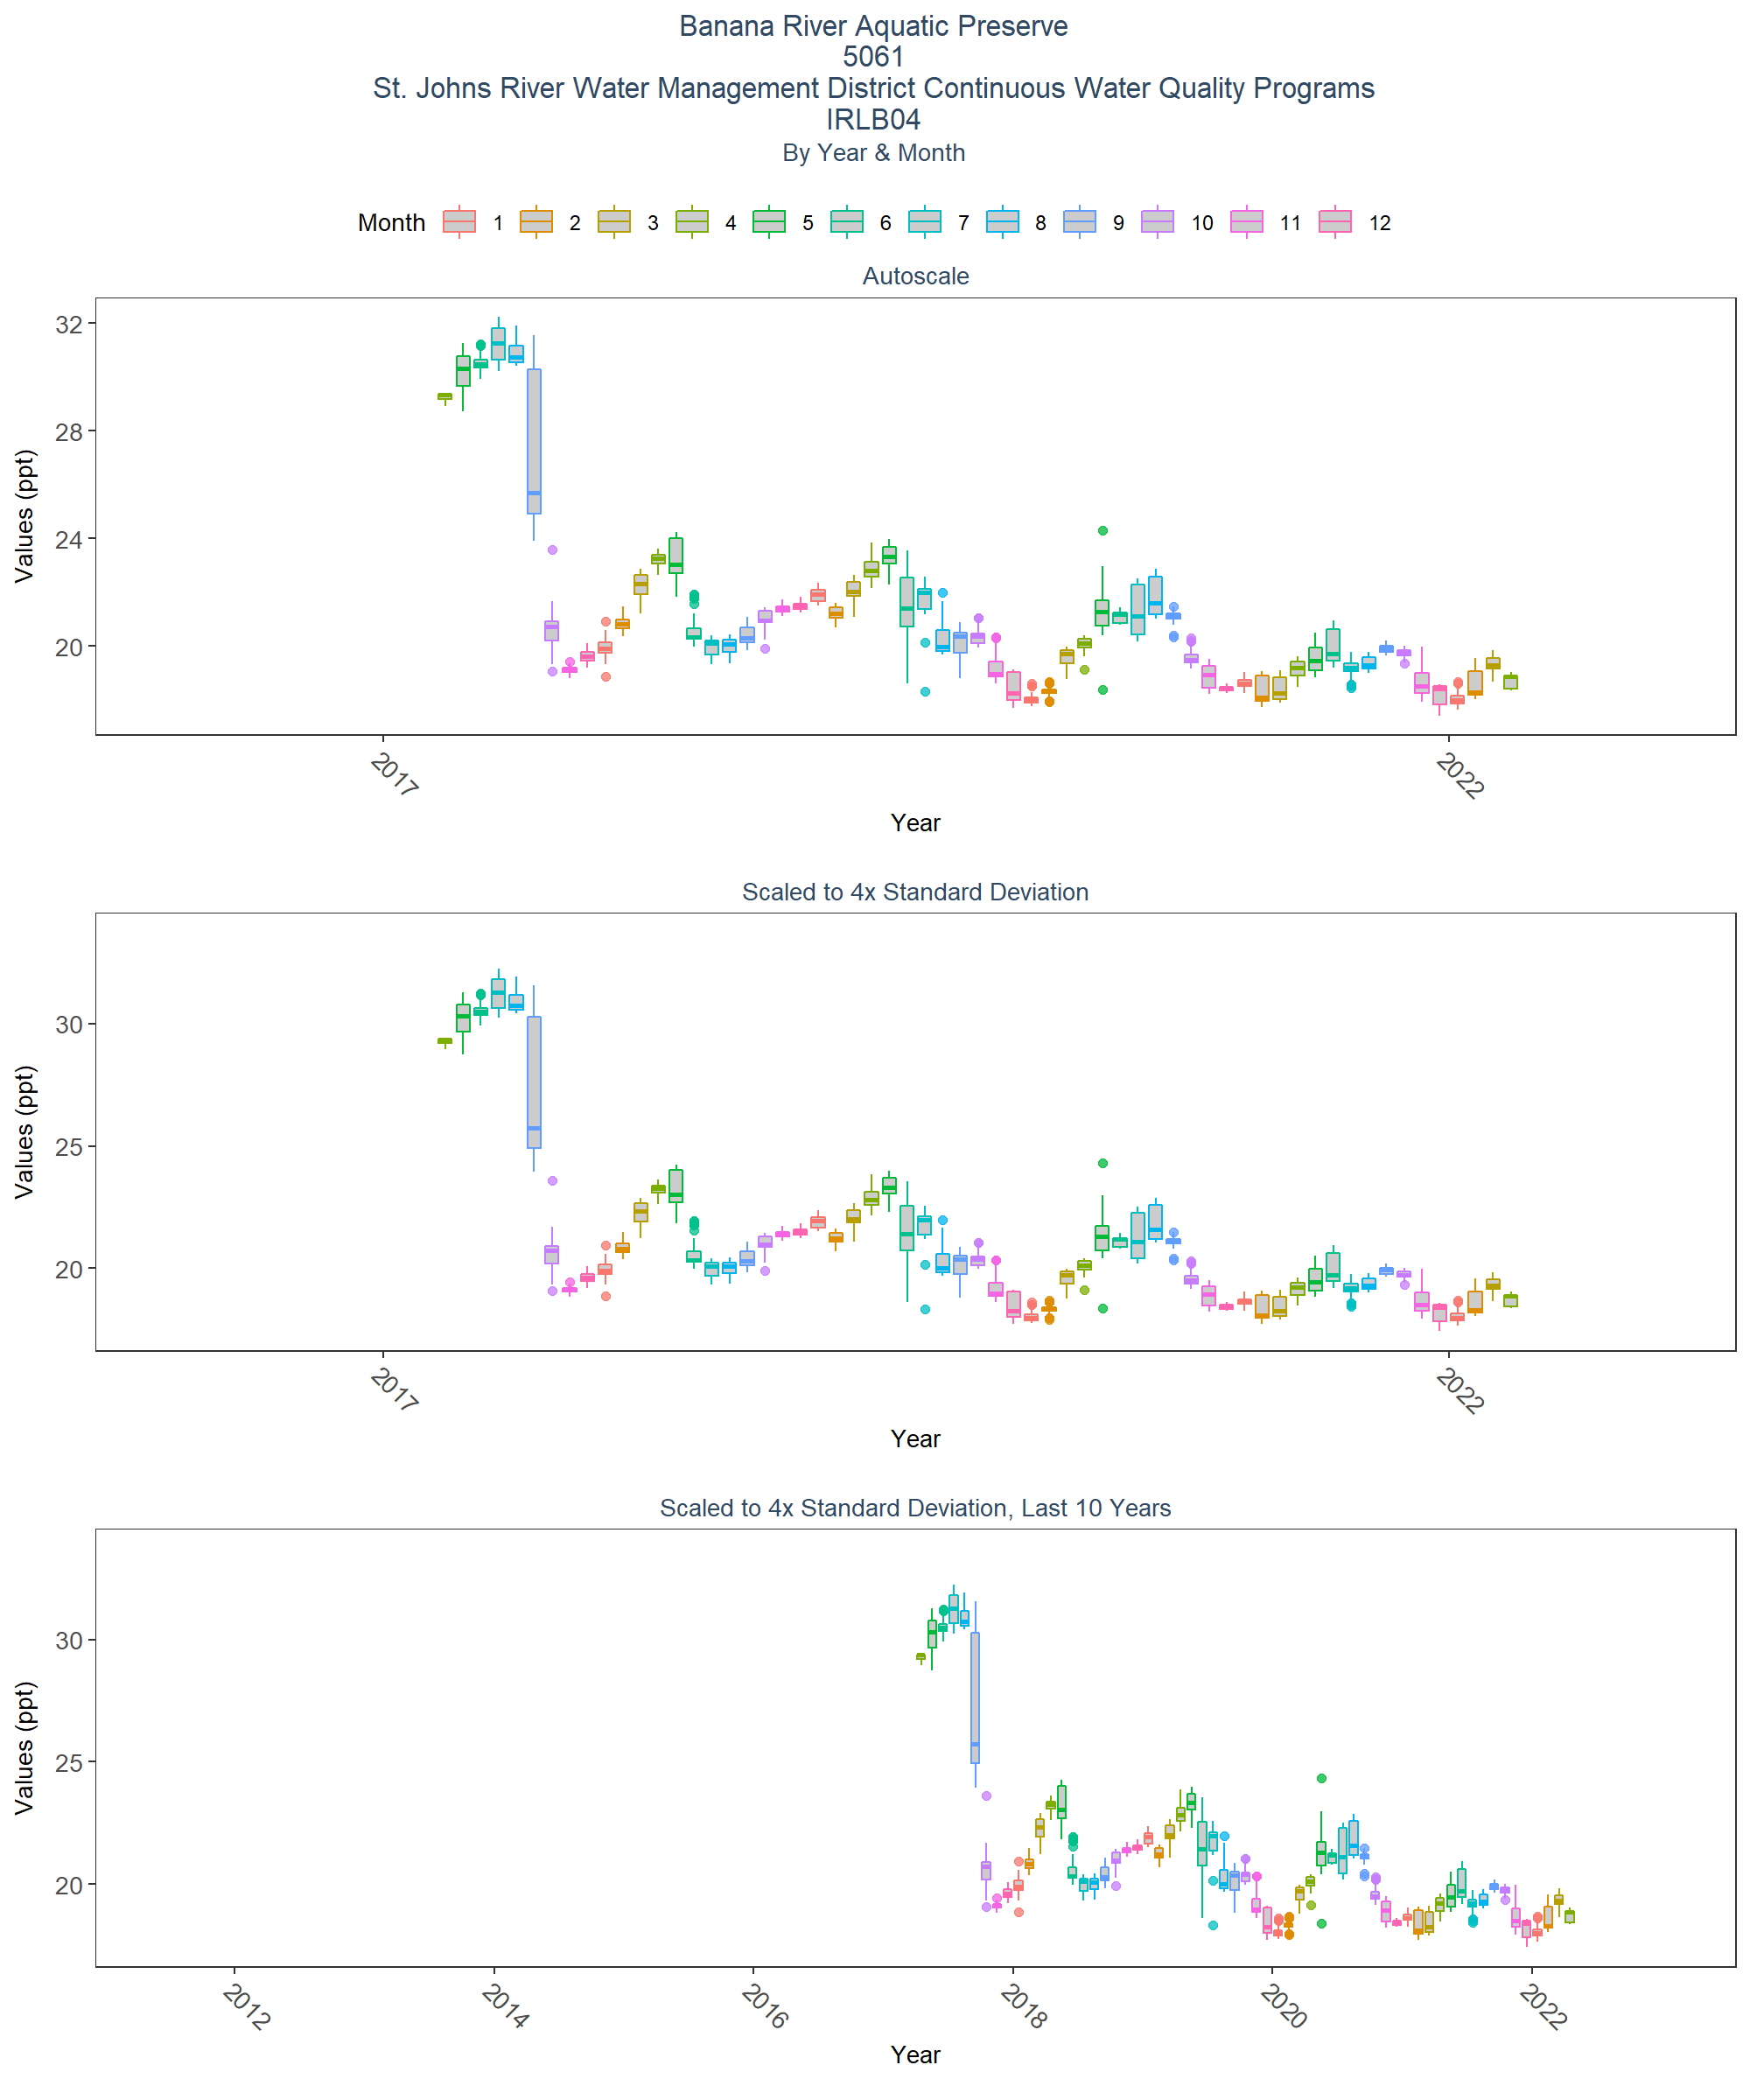 Banana River Aquatic Preserve
5061
St. Johns River Water Management District Continuous Water Quality Programs
IRLB04
By Year & Month
Month 1 2 3 4 5 6 7 8 9 10 11 12
Autoscale
Values (ppt)
32
28
24
20
2017 2022
Year
Scaled to 4x Standard Deviation
Values (ppt)
30
25
20
2017 2022
Year
Scaled to 4x Standard Deviation, Last 10 Years
Values (ppt)
30
25
20
2012 2014 2016 2018 2020 2022
Year